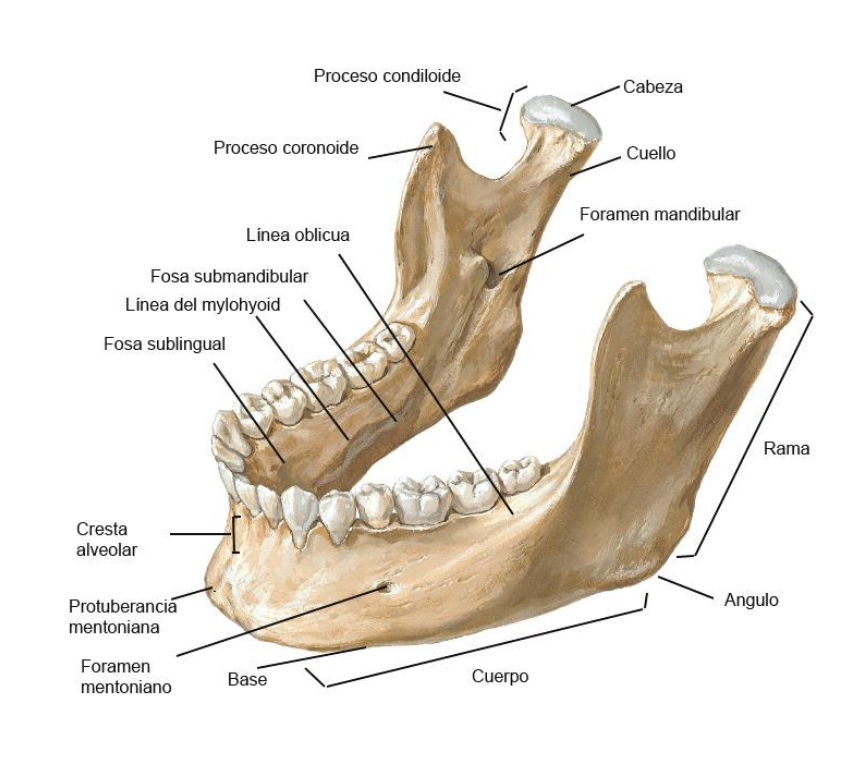 Proceso condiloide
Cabeza
Proceso coronoide
Cuello
Foramen mandibular
Línea oblicua
Fosa submandibular
Línea del mylohyoid
Fosa sublingual
Rama
Cresta
alveolar
Protuberancia
mentoniana
Angulo
Foramen
mentoniano
Base
Cuerpo